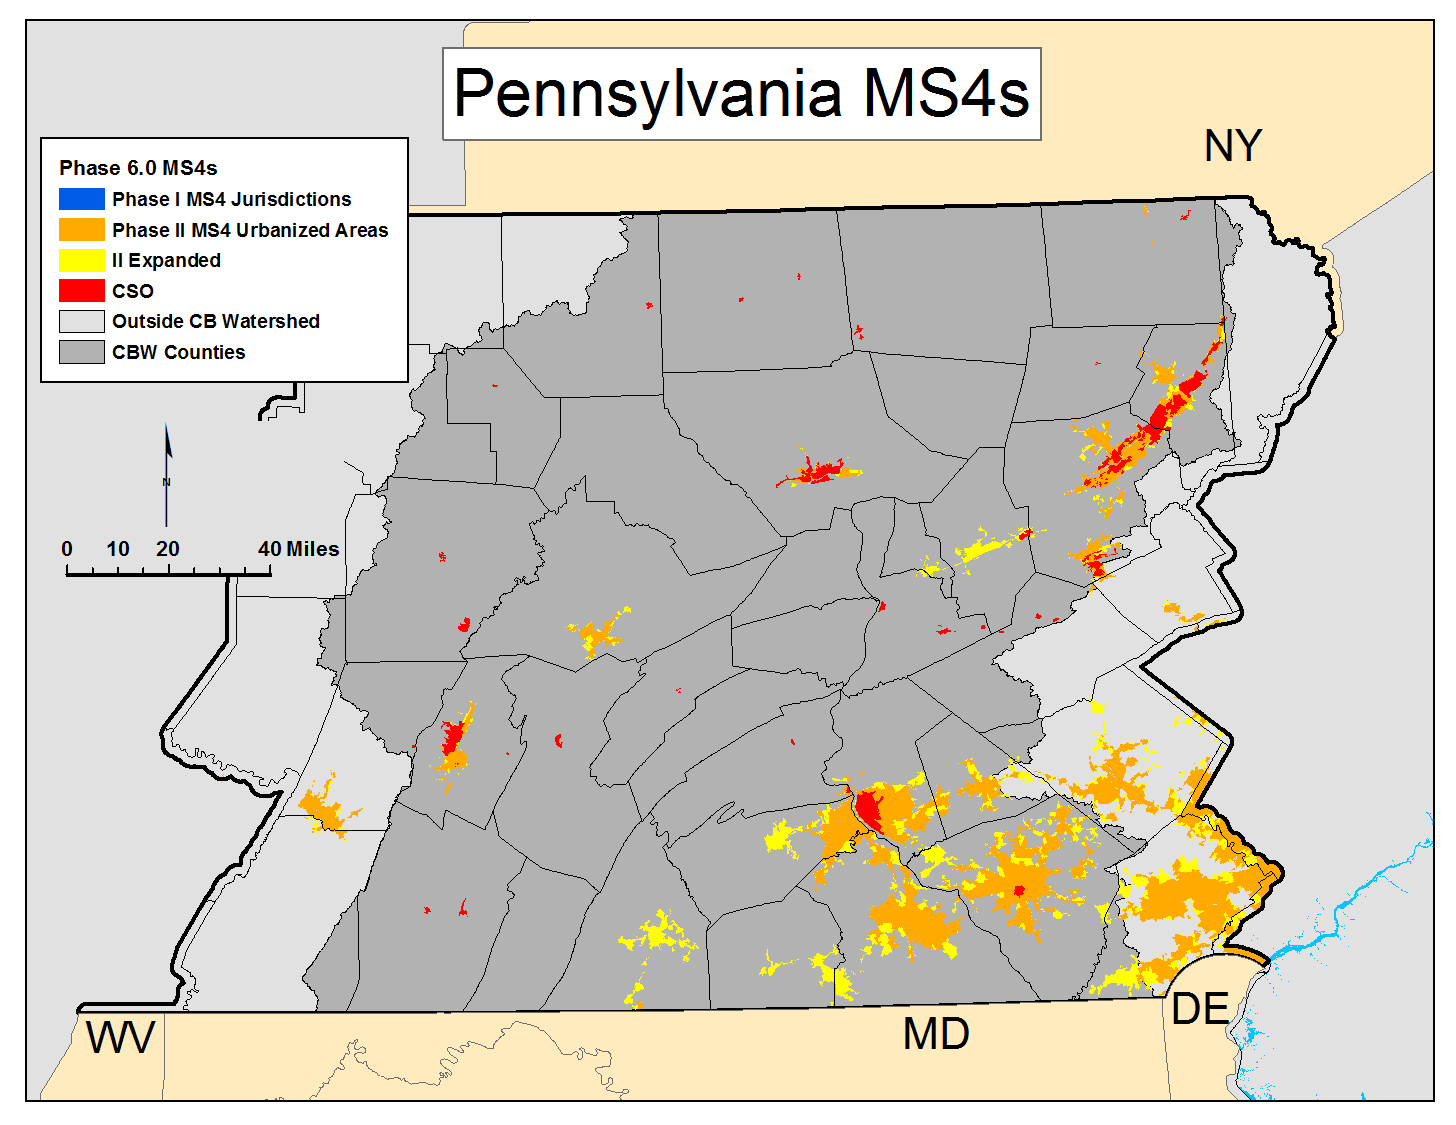 Pennsylvania MS4s
NY
Phase 6.0 MS4s
Phase I MS4 Jurisdictions
Phase II MS4 Urbanized Areas
II Expanded
CSO
Outside CB Watershed
CBW Counties
N
0 10 20 40 Miles
DE
WV
MD